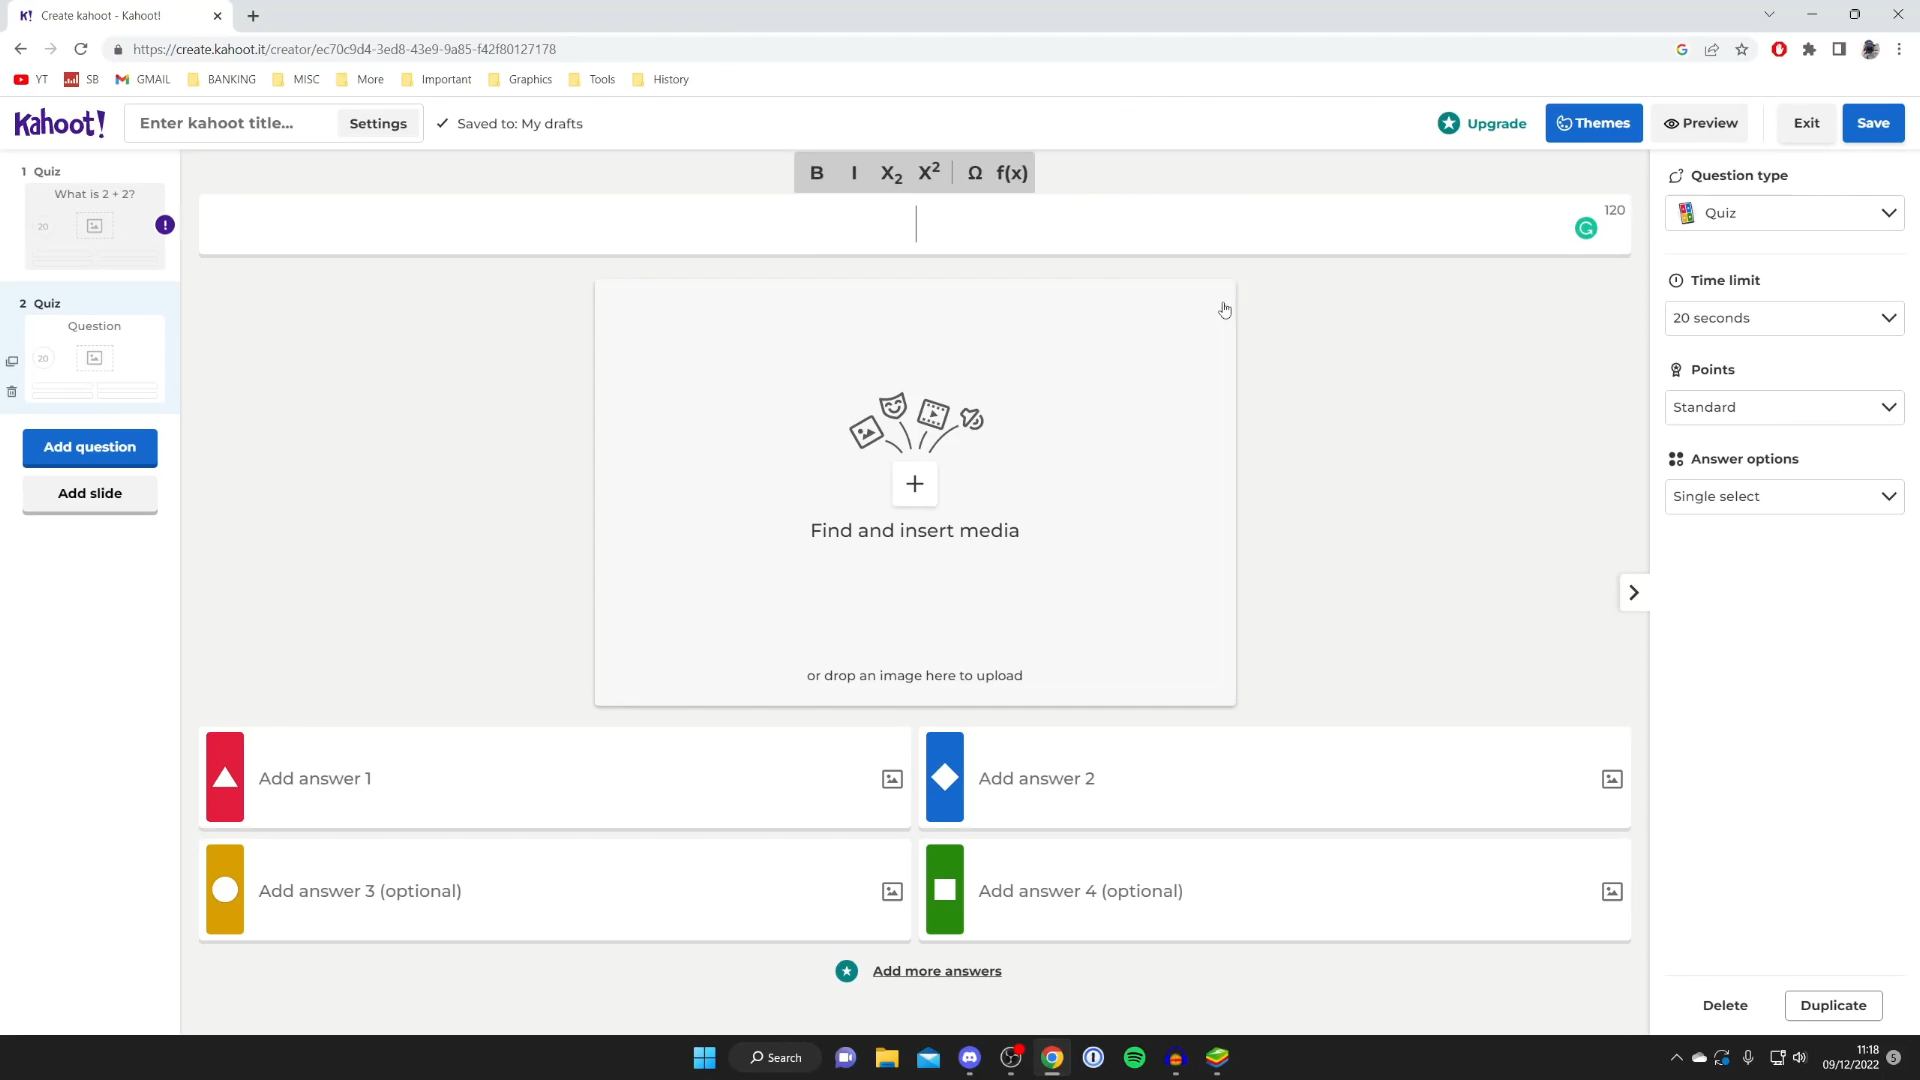 K! Create kahoot - Kahoot!
https://create.kahoot.it/creator/ec70c9d4-3ed8-43e9-9a85-f42f80127178
YT SB GMAIL BANKING MISC More Important Graphics Tools History
Kahoot! Enter kahoot title... Settings Saved to: My drafts Upgrade Themes Preview Exit Save
1 Quiz
What is 2 + 2?
20
!
2 Quiz
Question
20
Add question
Add slide
B I X2 X2 Ω f(x)
120
Find and insert media
or drop an image here to upload
Add answer 1
Add answer 2
Add answer 3 (optional)
Add answer 4 (optional)
Add more answers
Question type
Quiz
Time limit
20 seconds
Points
Standard
Answer options
Single select
Delete Duplicate
Search
11:18
09/12/2022
5